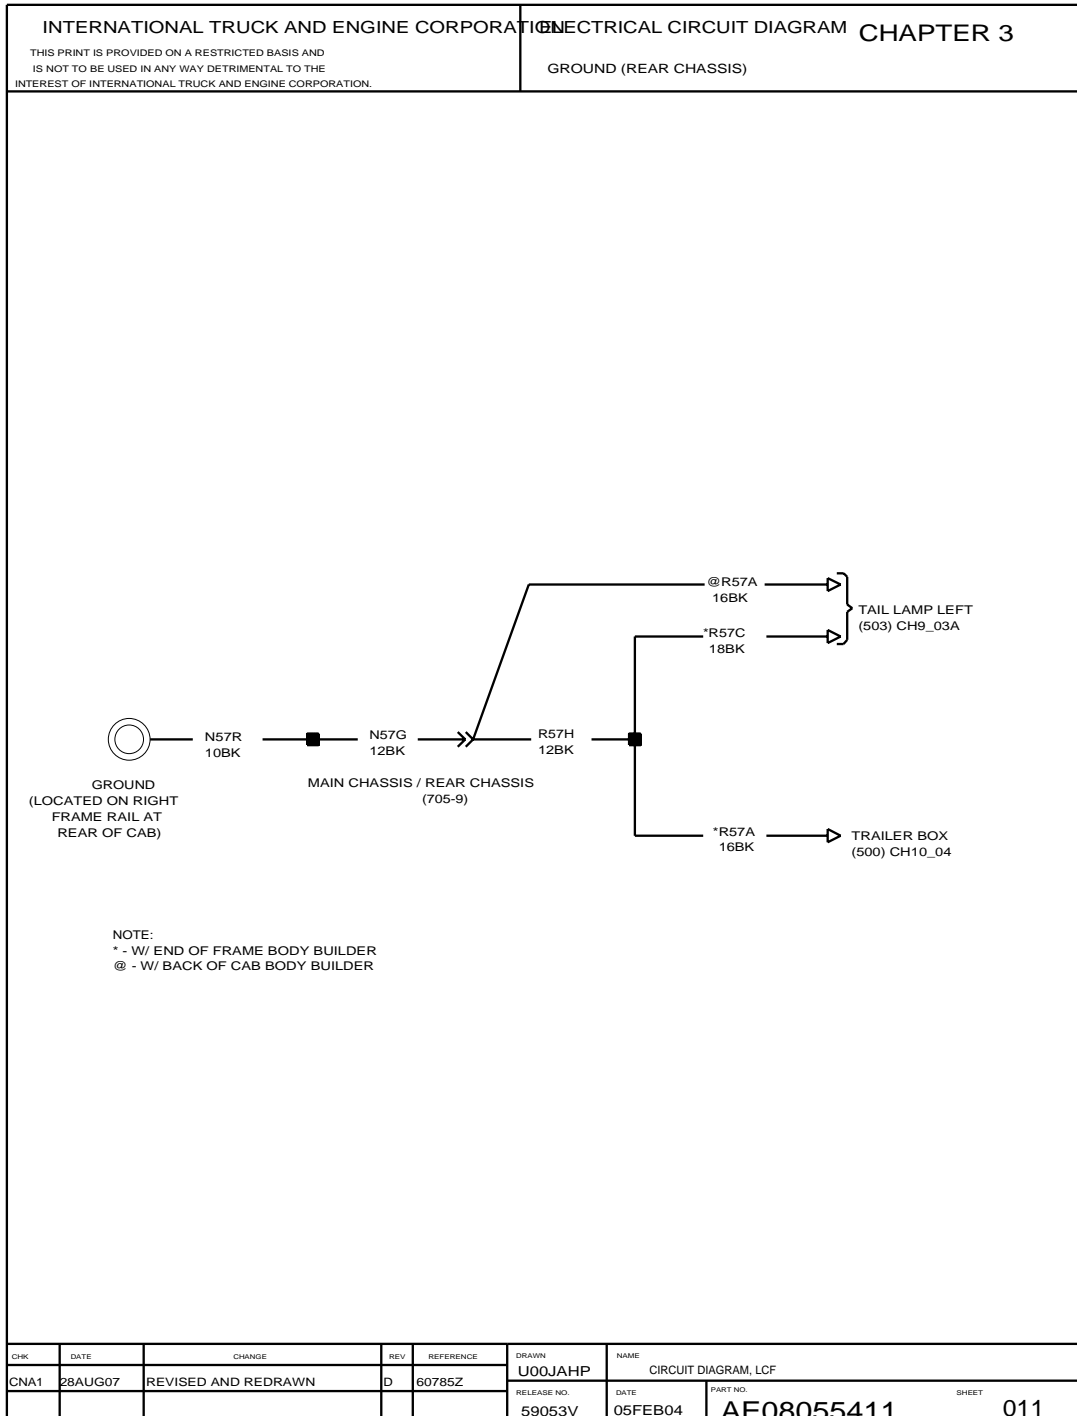 INTERNATIONAL TRUCK AND ENGINE CORPORATION
THIS PRINT IS PROVIDED ON A RESTRICTED BASIS AND
IS NOT TO BE USED IN ANY WAY DETRIMENTAL TO THE
INTEREST OF INTERNATIONAL TRUCK AND ENGINE CORPORATION.
ELECTRICAL CIRCUIT DIAGRAM
CHAPTER 3
GROUND (REAR CHASSIS)
@R57A
16BK
TAIL LAMP LEFT
(503) CH9_03A
*R57C
18BK
N57R
10BK
N57G
12BK
R57H
12BK
GROUND
(LOCATED ON RIGHT
FRAME RAIL AT
REAR OF CAB)
MAIN CHASSIS / REAR CHASSIS
(705-9)
*R57A
16BK
TRAILER BOX
(500) CH10_04
NOTE:
* - W/ END OF FRAME BODY BUILDER
@ - W/ BACK OF CAB BODY BUILDER
CHK DATE CHANGE REV REFERENCE
CNA1 28AUG07 REVISED AND REDRAWN D 60785Z
DRAWN
U00JAHP
NAME
CIRCUIT DIAGRAM, LCF
RELEASE NO.
59053V
DATE
05FEB04
PART NO.
AE08055411
SHEET
011